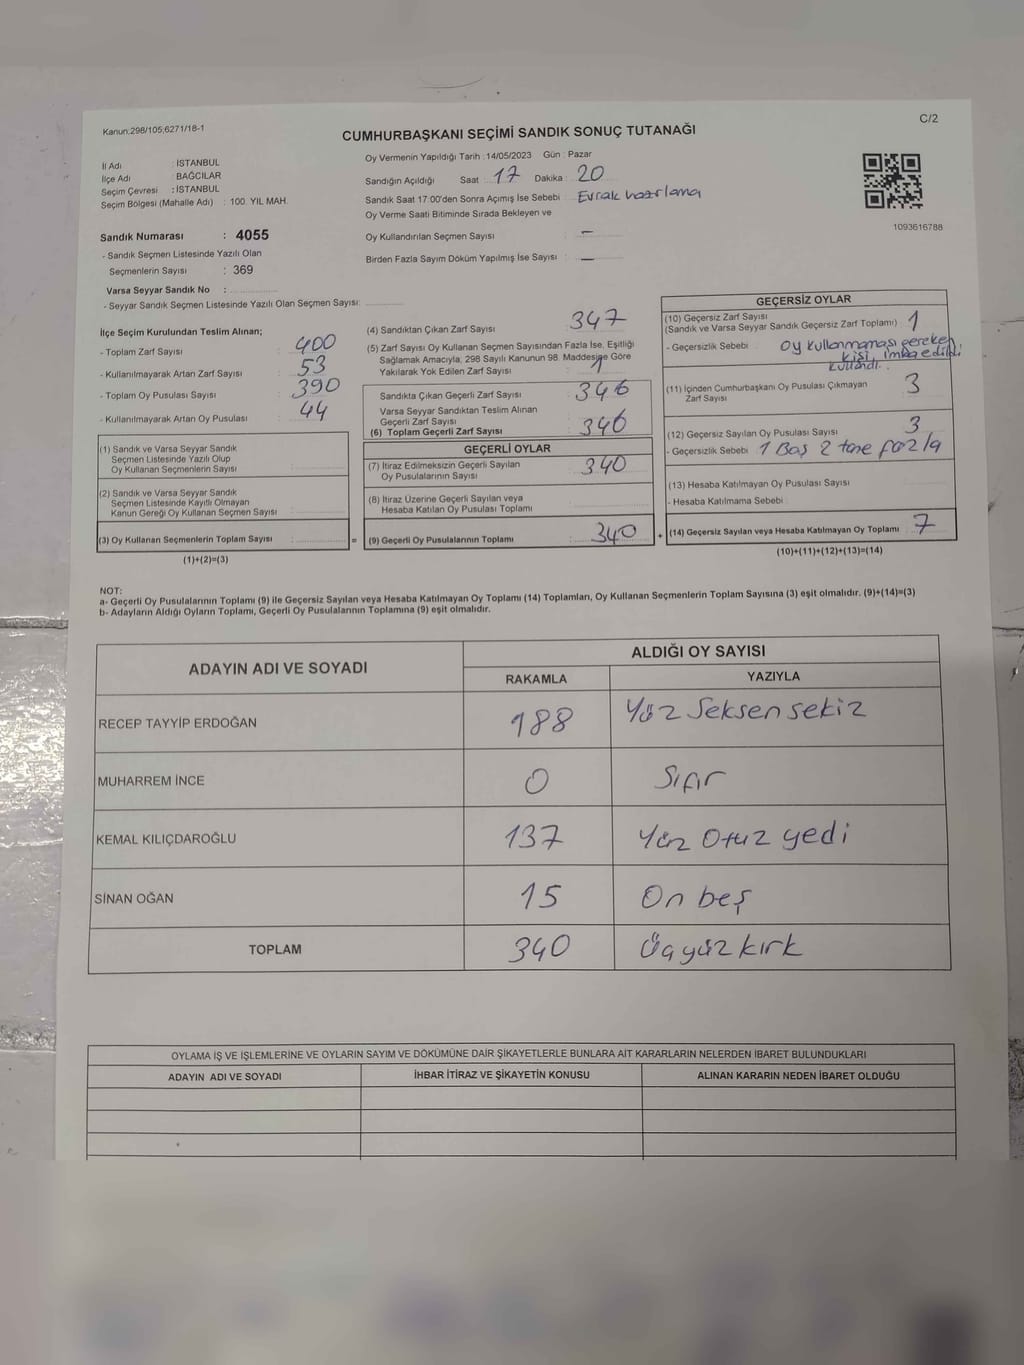 Kanun:298/105;6271/18-1
C/2
CUMHURBAŞKANI SEÇİMİ SANDIK SONUÇ TUTANAĞI
İl Adı : İSTANBUL
İlçe Adı : BAĞCILAR
Seçim Çevresi : İSTANBUL
Seçim Bölgesi (Mahalle Adı) : 100. YIL MAH.
Oy Vermenin Yapıldığı Tarih : 14/05/2023 Gün : Pazar
Sandığın Açıldığı Saat : 17 Dakika : 20
Sandık Saat 17:00'den Sonra Açımış İse Sebebi : Evrak hazırlama
Oy Verme Saati Bitiminde Sırada Bekleyen ve
Oy Kullandırılan Seçmen Sayısı : —
Birden Fazla Sayım Döküm Yapılmış İse Sayısı : —
1093616788
Sandık Numarası : 4055
- Sandık Seçmen Listesinde Yazılı Olan
Seçmenlerin Sayısı : 369
Varsa Seyyar Sandık No :
- Seyyar Sandık Seçmen Listesinde Yazılı Olan Seçmen Sayısı:
İlçe Seçim Kurulundan Teslim Alınan;
- Toplam Zarf Sayısı : 400
- Kullanılmayarak Artan Zarf Sayısı : 53
- Toplam Oy Pusulası Sayısı : 390
- Kullanılmayarak Artan Oy Pusulası : 44
(1) Sandık ve Varsa Seyyar Sandık
Seçmen Listesinde Yazılı Olup
Oy Kullanan Seçmenlerin Sayısı :
(2) Sandık ve Varsa Seyyar Sandık
Seçmen Listesinde Kayıtlı Olmayan
Kanun Gereği Oy Kullanan Seçmen Sayısı :
(3) Oy Kullanan Seçmenlerin Toplam Sayısı : =
(1)+(2)=(3)
(4) Sandıktan Çıkan Zarf Sayısı : 347
(5) Zarf Sayısı Oy Kullanan Seçmen Sayısından Fazla İse, Eşitliği
Sağlamak Amacıyla, 298 Sayılı Kanunun 98. Maddesine Göre
Yakılarak Yok Edilen Zarf Sayısı : 1
Sandıkta Çıkan Geçerli Zarf Sayısı : 346
Varsa Seyyar Sandıktan Teslim Alınan
Geçerli Zarf Sayısı
(6) Toplam Geçerli Zarf Sayısı : 346
GEÇERLİ OYLAR
(7) İtiraz Edilmeksizin Geçerli Sayılan
Oy Pusulalarının Sayısı : 340
(8) İtiraz Üzerine Geçerli Sayılan veya
Hesaba Katılan Oy Pusulası Toplamı :
(9) Geçerli Oy Pusulalarının Toplamı : 340 +
GEÇERSİZ OYLAR
(10) Geçersiz Zarf Sayısı
(Sandık ve Varsa Seyyar Sandık Geçersiz Zarf Toplamı) : 1
- Geçersizlik Sebebi : Oy kullanmaması gereken
kişi, imha edildi.
kullandı.
(11) İçinden Cumhurbaşkanı Oy Pusulası Çıkmayan
Zarf Sayısı : 3
(12) Geçersiz Sayılan Oy Pusulası Sayısı : 3
- Geçersizlik Sebebi : 1 Boş 2 tane fazla
(13) Hesaba Katılmayan Oy Pusulası Sayısı :
- Hesaba Katılmama Sebebi :
(14) Geçersiz Sayılan veya Hesaba Katılmayan Oy Toplamı : 7
(10)+(11)+(12)+(13)=(14)
NOT:
a- Geçerli Oy Pusulalarının Toplamı (9) ile Geçersiz Sayılan veya Hesaba Katılmayan Oy Toplamı (14) Toplamları, Oy Kullanan Seçmenlerin Toplam Sayısına (3) eşit olmalıdır. (9)+(14)=(3)
b- Adayların Aldığı Oyların Toplamı, Geçerli Oy Pusulalarının Toplamına (9) eşit olmalıdır.
ADAYIN ADI VE SOYADI
ALDIĞI OY SAYISI
RAKAMLA YAZIYLA
RECEP TAYYİP ERDOĞAN 188 Yüz Seksen sekiz
MUHARREM İNCE 0 Sıfır
KEMAL KILIÇDAROĞLU 137 Yüz Otuz yedi
SİNAN OĞAN 15 On beş
TOPLAM 340 Üçyüz kırk
OYLAMA İŞ VE İŞLEMLERİNE VE OYLARIN SAYIM VE DÖKÜMÜNE DAİR ŞİKAYETLERLE BUNLARA AİT KARARLARIN NELERDEN İBARET BULUNDUKLARI
ADAYIN ADI VE SOYADI İHBAR İTİRAZ VE ŞİKAYETİN KONUSU ALINAN KARARIN NEDEN İBARET OLDUĞU